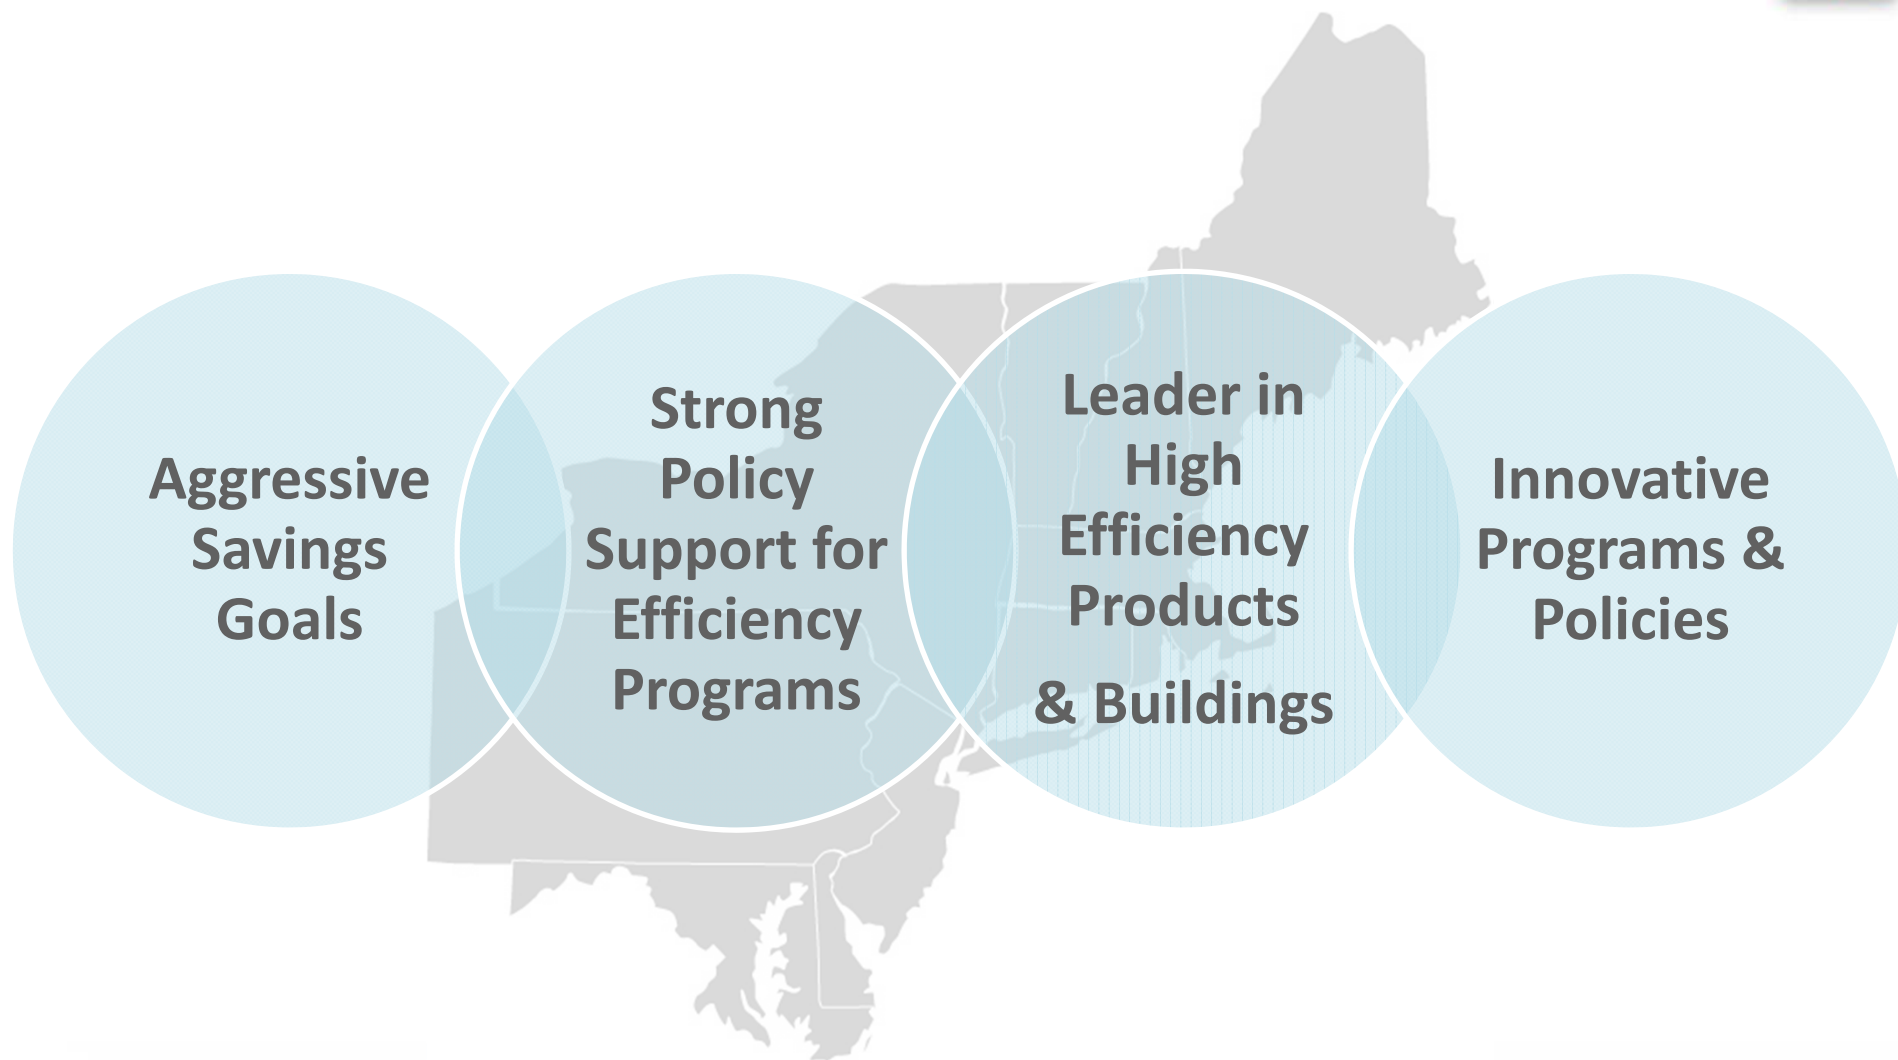 Aggressive
Savings
Goals
Strong
Policy
Support for
Efficiency
Programs
Leader in
High
Efficiency
Products
& Buildings
Innovative
Programs &
Policies